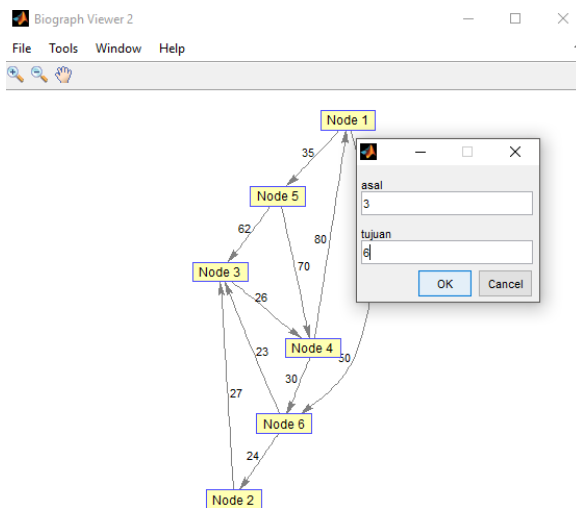 Biograph Viewer 2
File Tools Window Help
Node 1
35
asal
3
Node 5
62
80
tujuan
6
70
Node 3
26
OK Cancel
Node 4
23
50
30
27
Node 6
24
Node 2